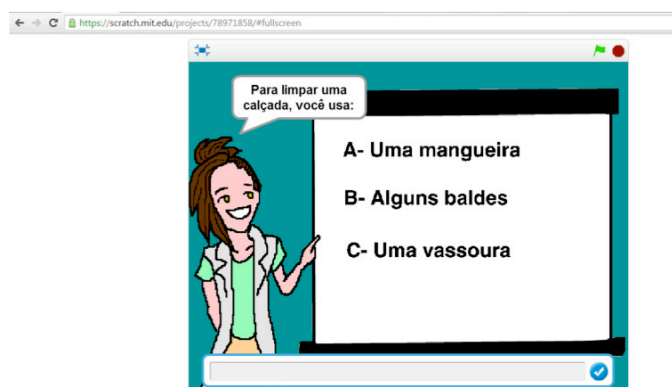 https://scratch.mit.edu/projects/78971858/#fullscreen
Para limpar uma
calçada, você usa:
A- Uma mangueira
B- Alguns baldes
C- Uma vassoura